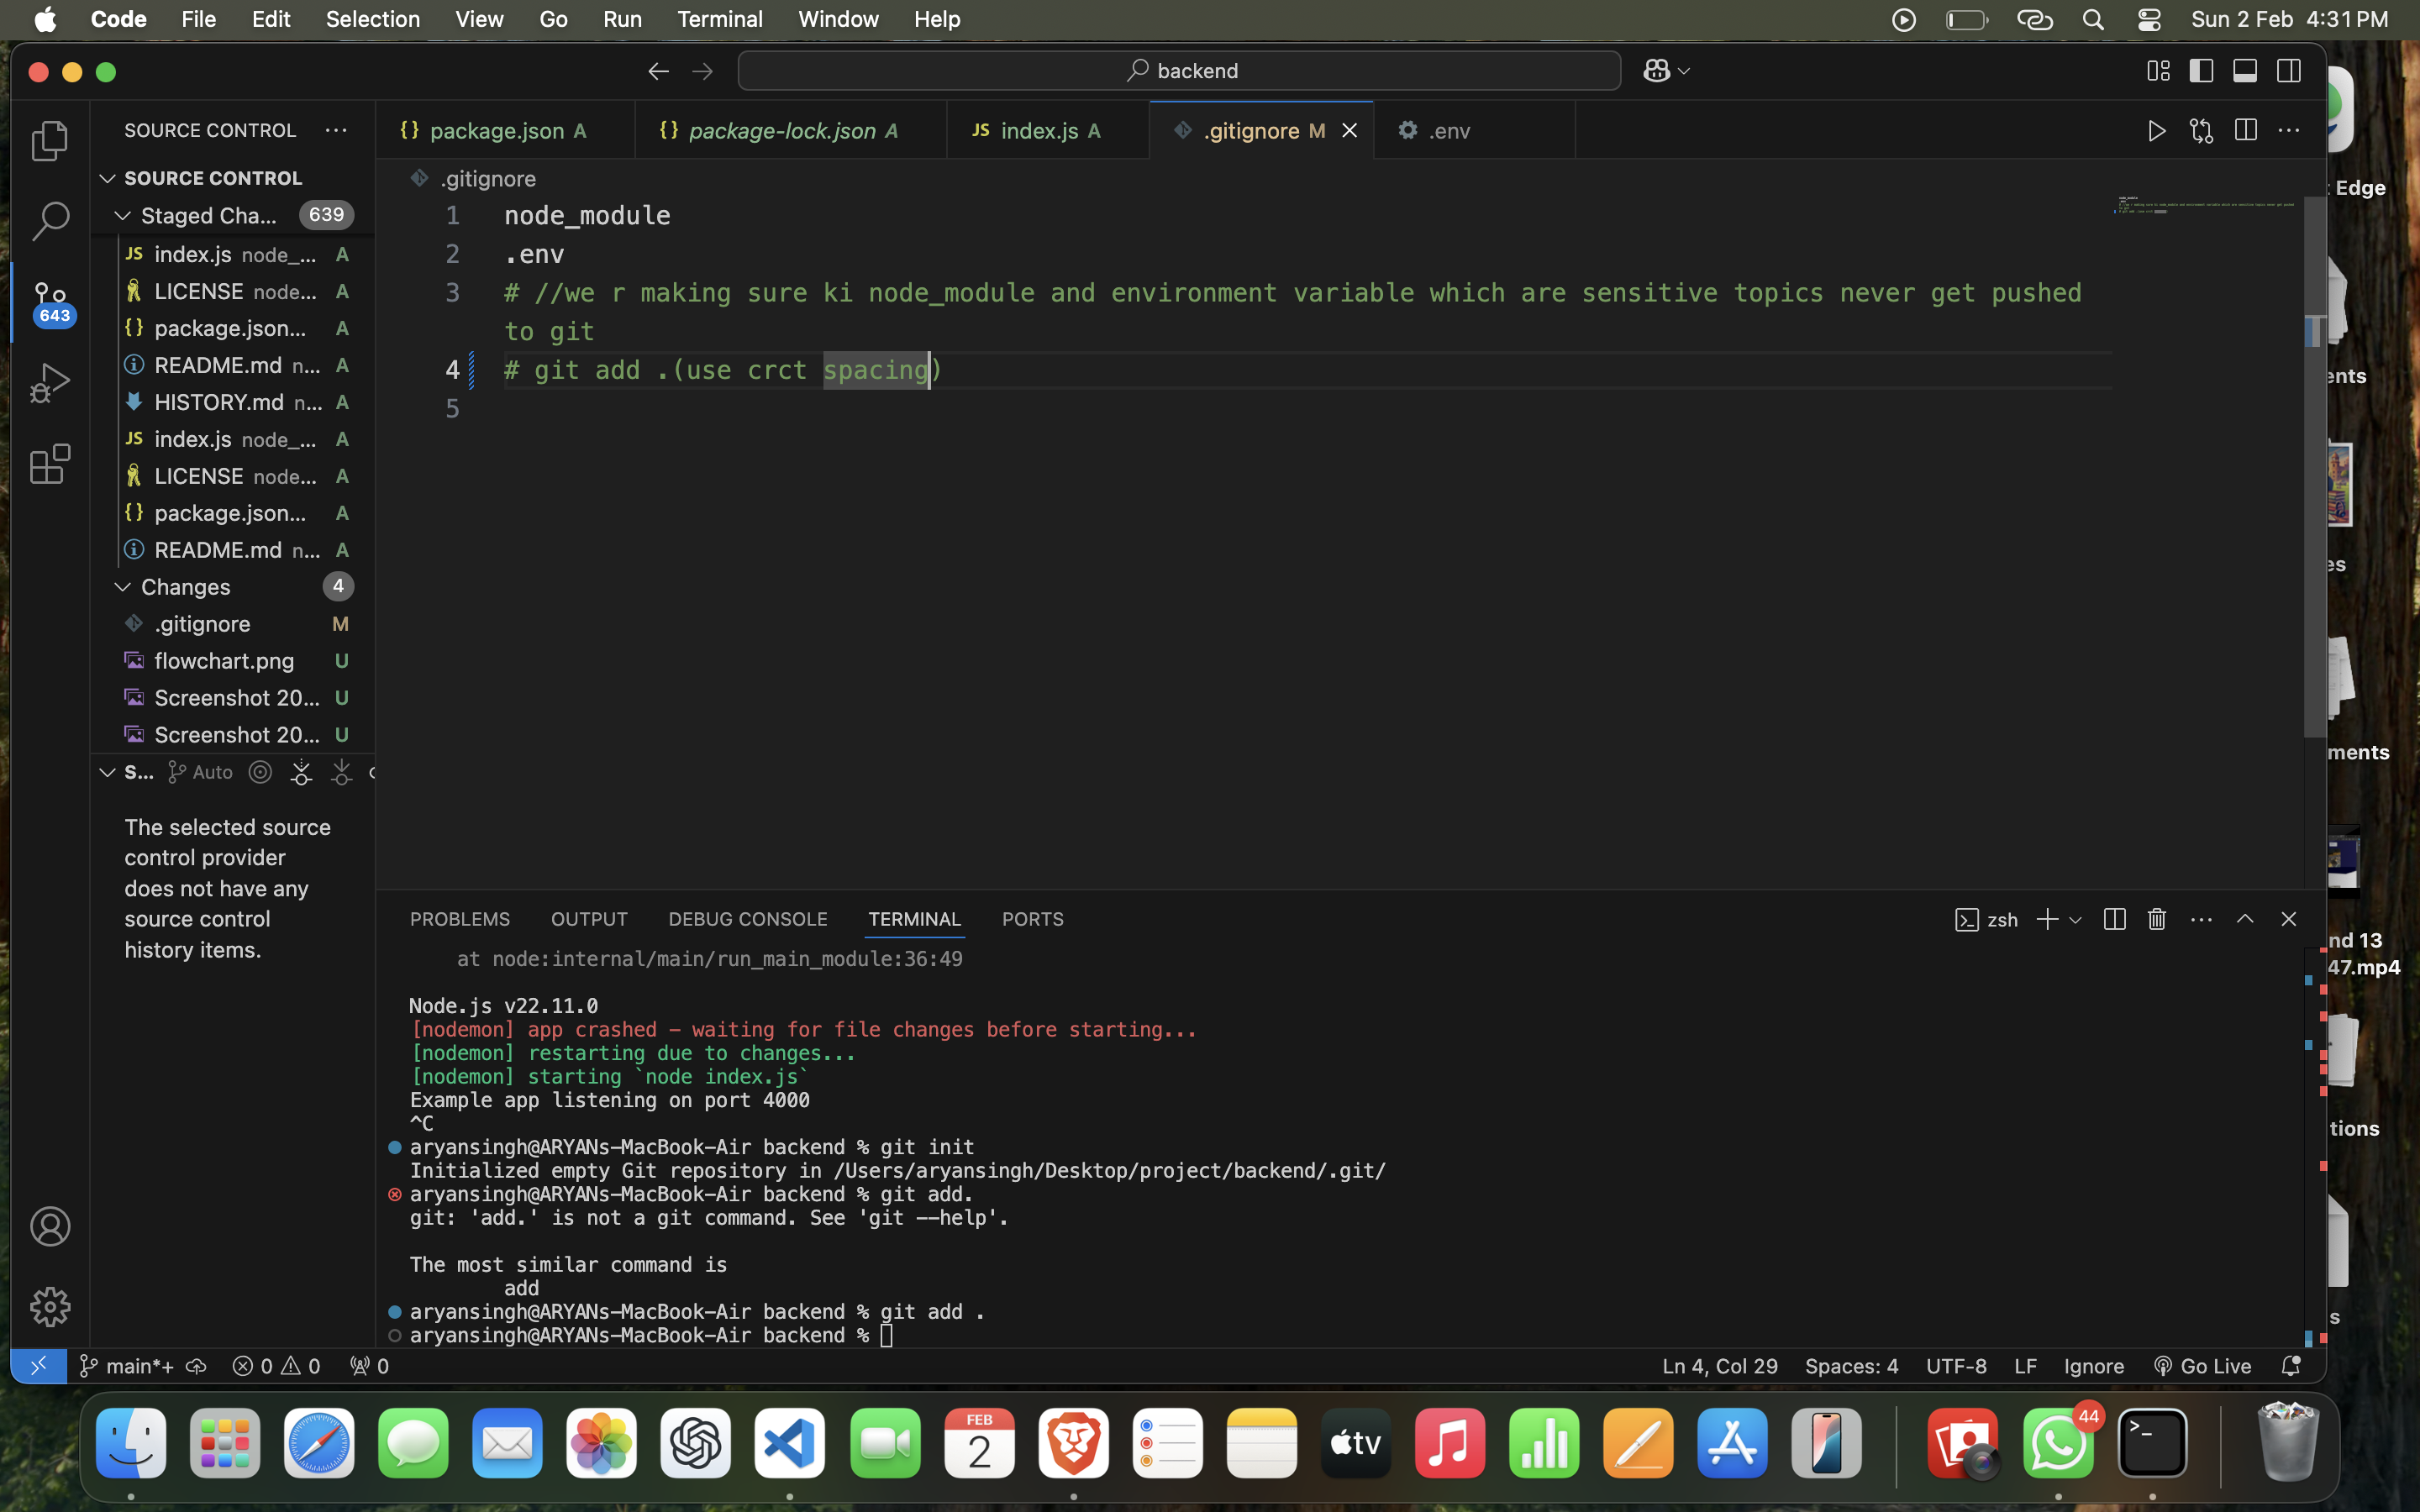 Code File Edit Selection View Go Run Terminal Window Help
Sun 2 Feb 4:31 PM
backend
SOURCE CONTROL
{} package.json A
{} package-lock.json A
JS index.js A
.gitignore M
.env
SOURCE CONTROL
Staged Cha... 639
643
JS index.js node_... A
LICENSE node... A
{} package.json... A
README.md n... A
HISTORY.md n... A
JS index.js node_... A
LICENSE node... A
{} package.json... A
README.md n... A
Changes 4
.gitignore M
flowchart.png U
Screenshot 20... U
Screenshot 20... U
S... Auto
The selected source
control provider
does not have any
source control
history items.
.gitignore
1 node_module
2 .env
3 # //we r making sure ki node_module and environment variable which are sensitive topics never get pushed
to git
4 # git add .(use crct spacing)
5
PROBLEMS OUTPUT DEBUG CONSOLE TERMINAL PORTS
zsh
at node:internal/main/run_main_module:36:49
Node.js v22.11.0
[nodemon] app crashed - waiting for file changes before starting...
[nodemon] restarting due to changes...
[nodemon] starting `node index.js`
Example app listening on port 4000
^C
aryansingh@ARYANs-MacBook-Air backend % git init
Initialized empty Git repository in /Users/aryansingh/Desktop/project/backend/.git/
aryansingh@ARYANs-MacBook-Air backend % git add.
git: 'add.' is not a git command. See 'git --help'.
The most similar command is
add
aryansingh@ARYANs-MacBook-Air backend % git add .
aryansingh@ARYANs-MacBook-Air backend %
main*+ 0 0 0
Ln 4, Col 29 Spaces: 4 UTF-8 LF Ignore Go Live
Edge
ents
es
ments
nd 13
47.mp4
tions
s
FEB
2
tv
44